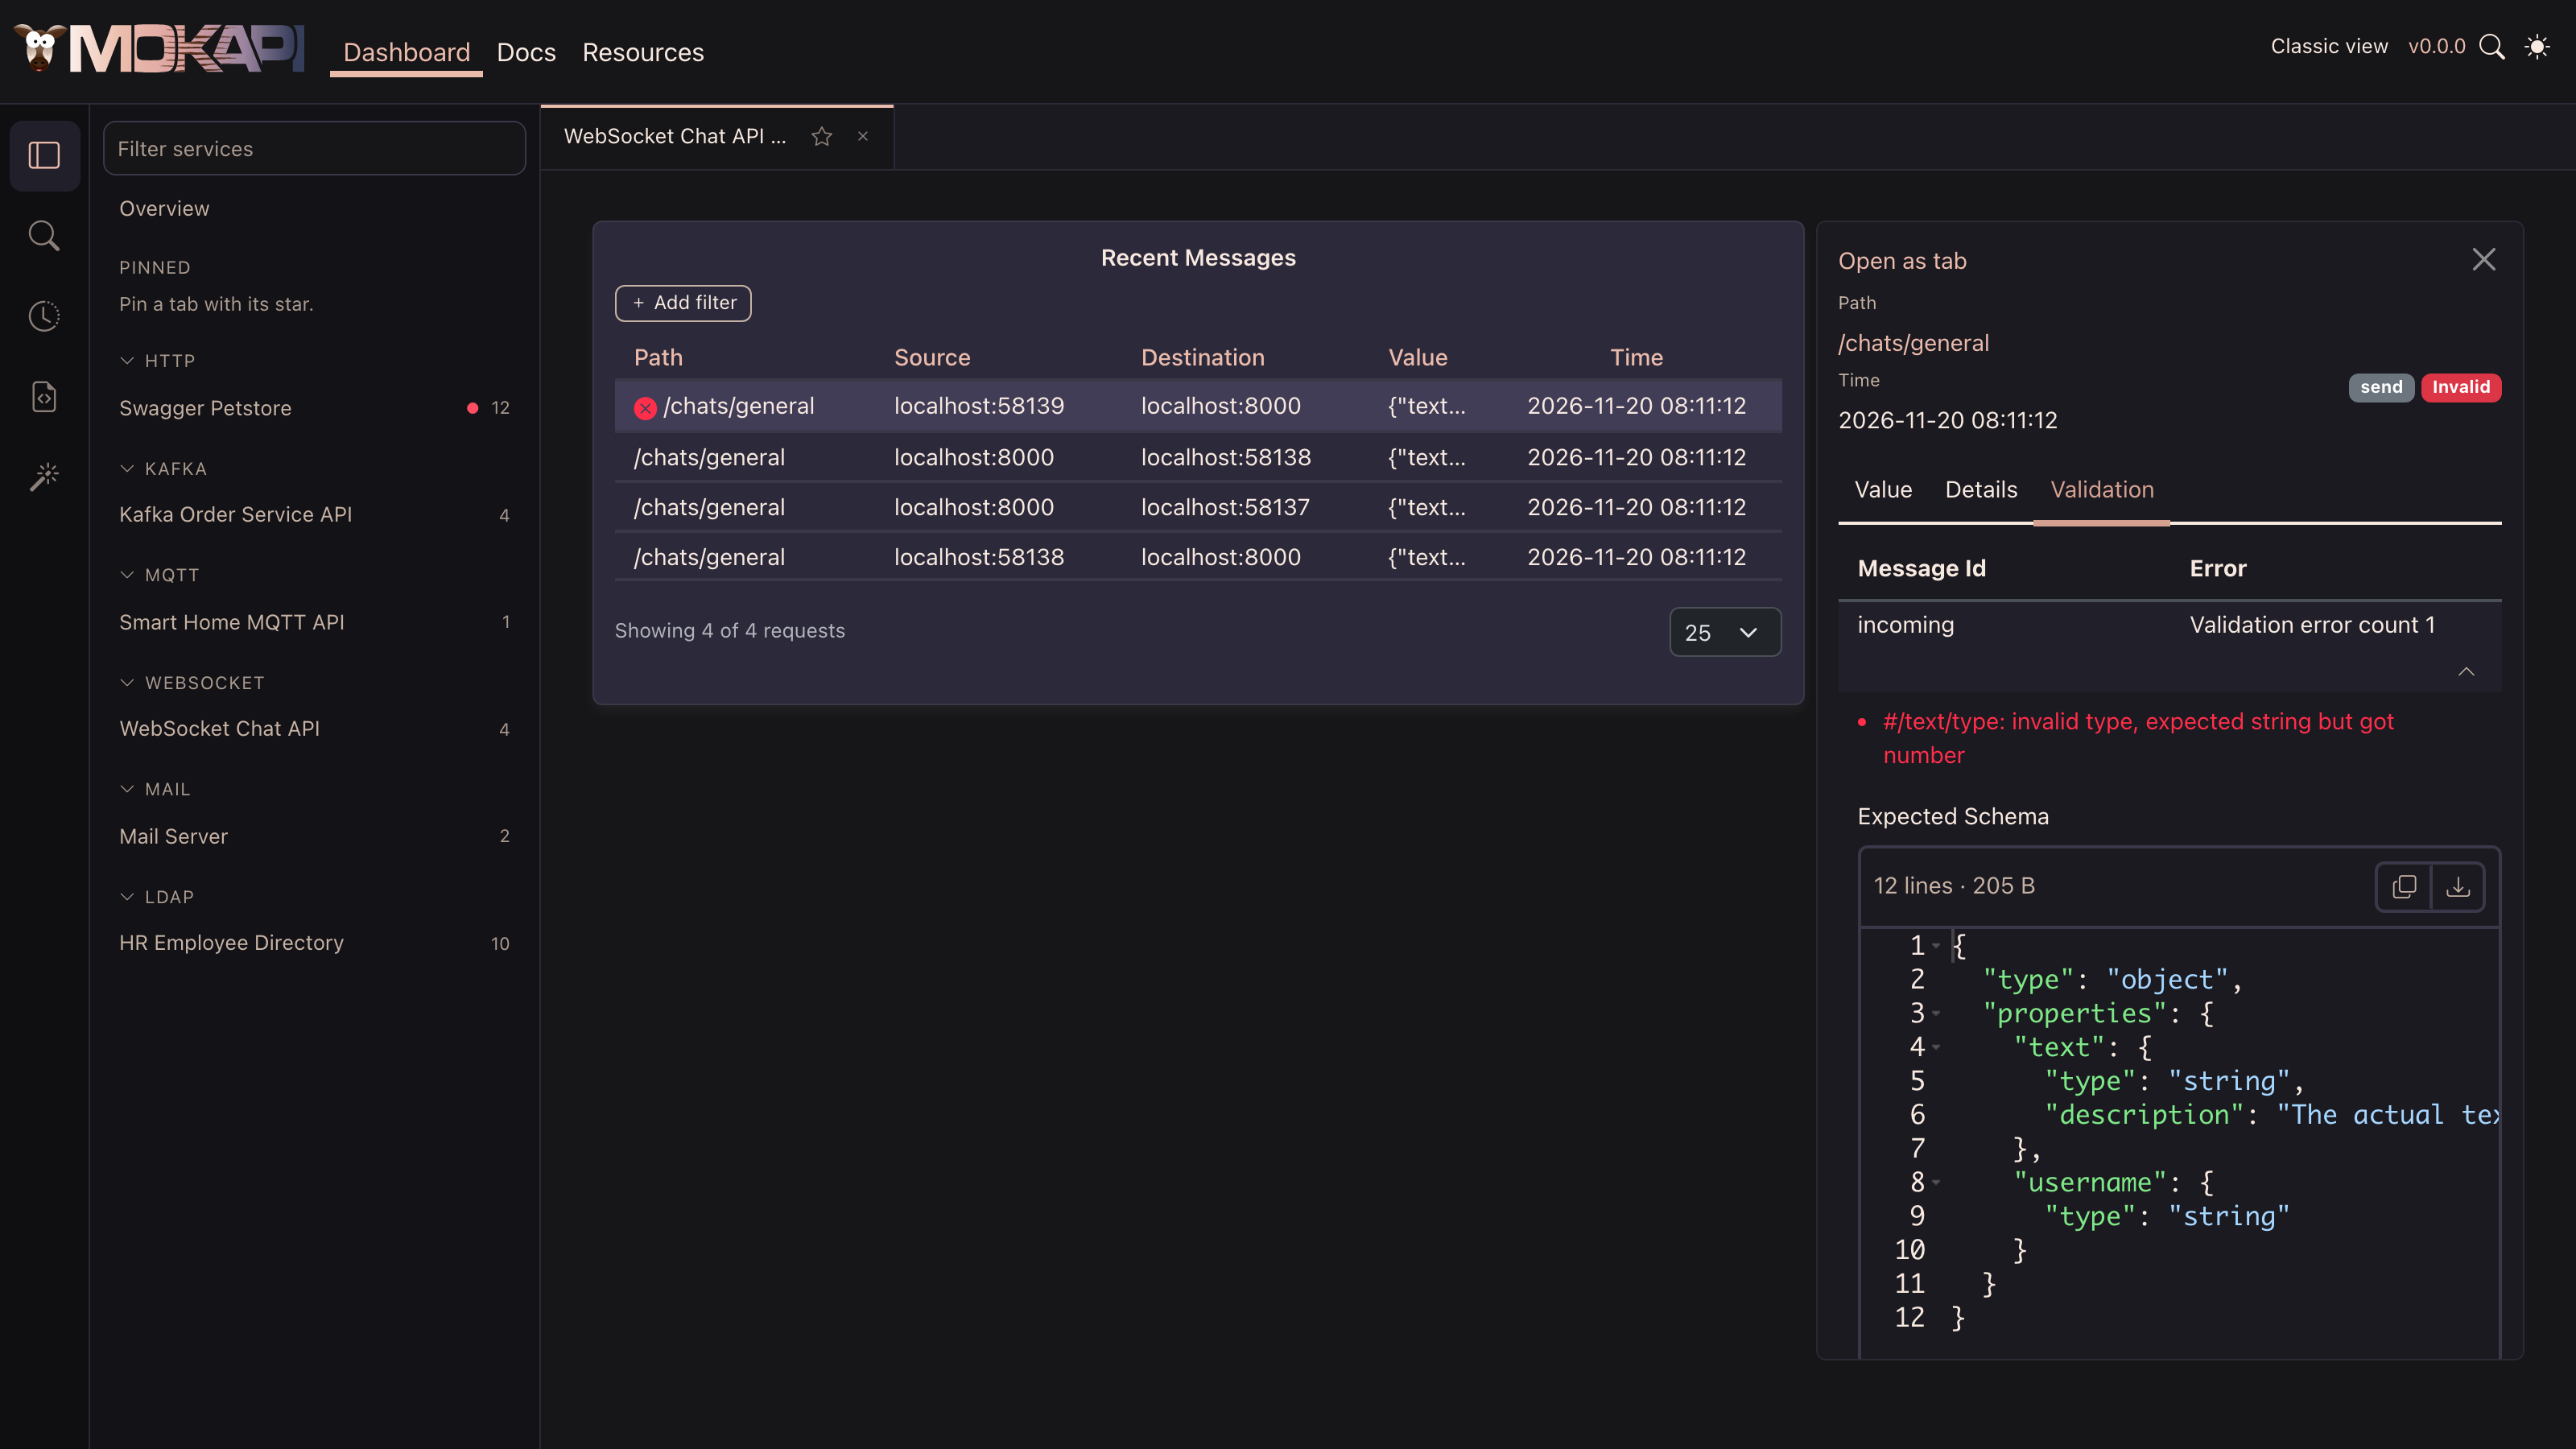 MOKAPI
Dashboard Docs Resources
Classic view v0.0.0
Filter services
Overview
PINNED
Pin a tab with its star.
HTTP
Swagger Petstore 12
KAFKA
Kafka Order Service API 4
MQTT
Smart Home MQTT API 1
WEBSOCKET
WebSocket Chat API 4
MAIL
Mail Server 2
LDAP
HR Employee Directory 10
WebSocket Chat API ...
Recent Messages
+ Add filter
Path Source Destination Value Time
/chats/general localhost:58139 localhost:8000 {"text... 2026-11-20 08:11:12
/chats/general localhost:8000 localhost:58138 {"text... 2026-11-20 08:11:12
/chats/general localhost:8000 localhost:58137 {"text... 2026-11-20 08:11:12
/chats/general localhost:58138 localhost:8000 {"text... 2026-11-20 08:11:12
Showing 4 of 4 requests
25
Open as tab
Path
/chats/general
Time
send Invalid
2026-11-20 08:11:12
Value Details Validation
Message Id Error
incoming Validation error count 1
• #/text/type: invalid type, expected string but got
number
Expected Schema
12 lines · 205 B
1 {
2 "type": "object",
3 "properties": {
4 "text": {
5 "type": "string",
6 "description": "The actual
7 },
8 "username": {
9 "type": "string"
10 }
11 }
12 }